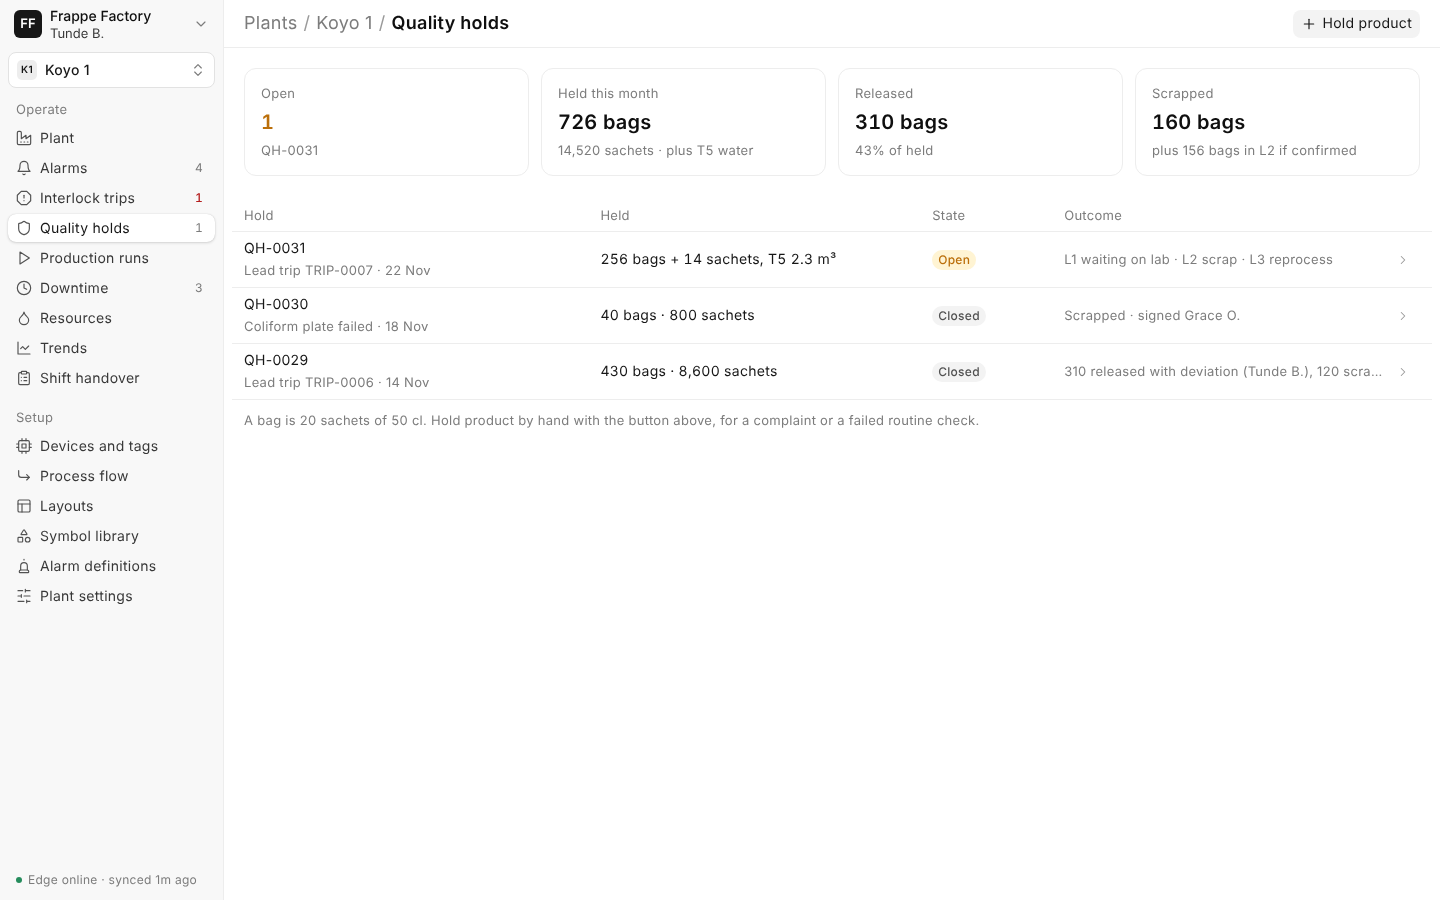 FF
Frappe Factory
Tunde B.
K1 Koyo 1
Operate
Plant
Alarms 4
Interlock trips 1
Quality holds 1
Production runs
Downtime 3
Resources
Trends
Shift handover
Setup
Devices and tags
Process flow
Layouts
Symbol library
Alarm definitions
Plant settings
Edge online · synced 1m ago
Plants / Koyo 1 / Quality holds
Hold product
Open
1
QH-0031
Held this month
726 bags
14,520 sachets · plus T5 water
Released
310 bags
43% of held
Scrapped
160 bags
plus 156 bags in L2 if confirmed
Hold Held State Outcome
QH-0031
Lead trip TRIP-0007 · 22 Nov
256 bags + 14 sachets, T5 2.3 m³
Open
L1 waiting on lab · L2 scrap · L3 reprocess
QH-0030
Coliform plate failed · 18 Nov
40 bags · 800 sachets
Closed
Scrapped · signed Grace O.
QH-0029
Lead trip TRIP-0006 · 14 Nov
430 bags · 8,600 sachets
Closed
310 released with deviation (Tunde B.), 120 scra...
A bag is 20 sachets of 50 cl. Hold product by hand with the button above, for a complaint or a failed routine check.